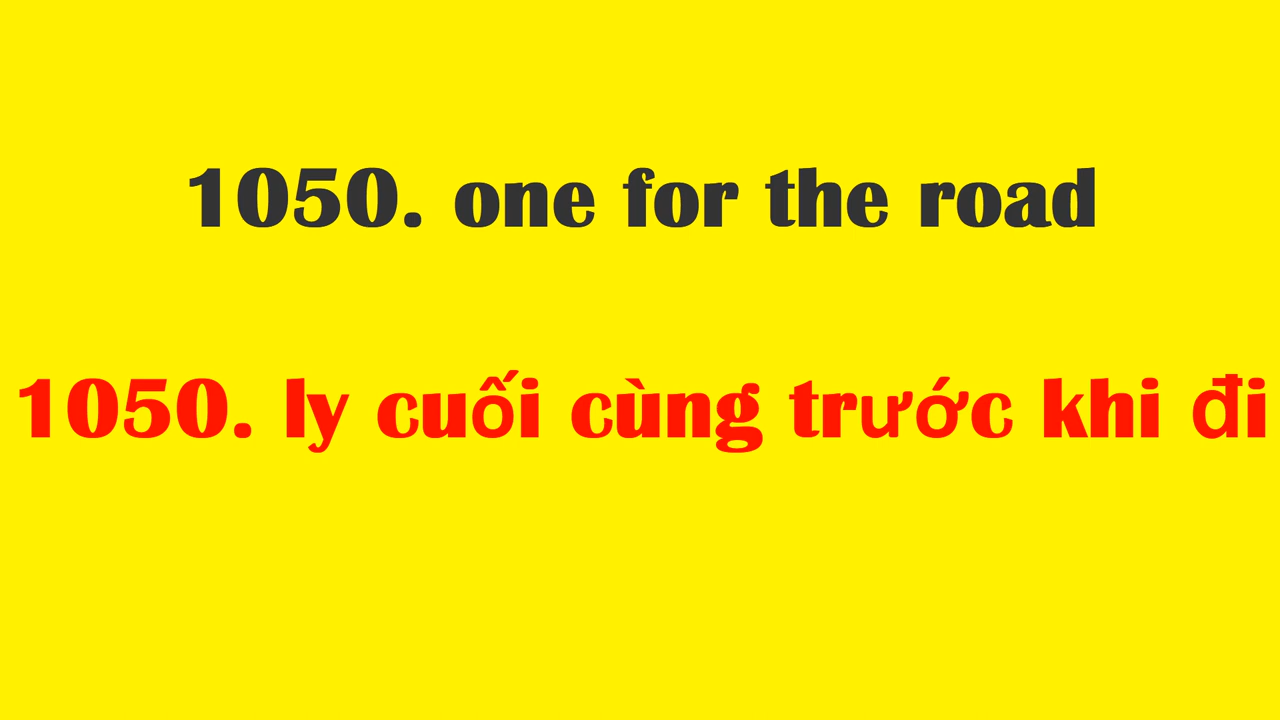 1050. one for the road
1050. ly cuối cùng trước khi đi